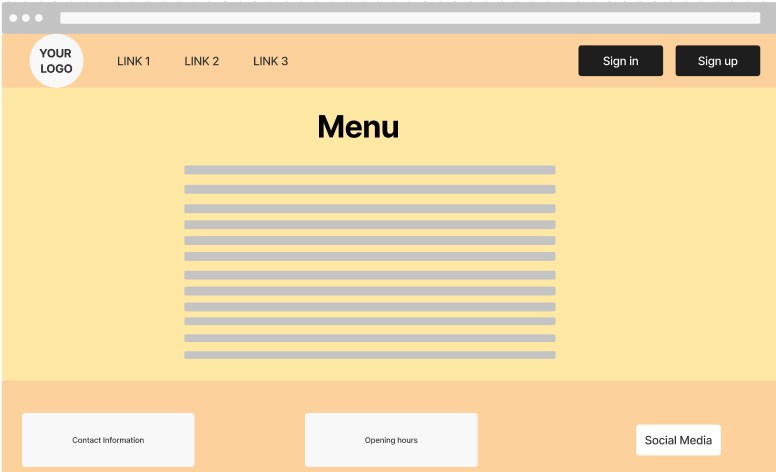 YOUR
LOGO
LINK 1
LINK 2
LINK 3
Sign in
Sign up
Menu
Contact Information
Opening hours
Social Media